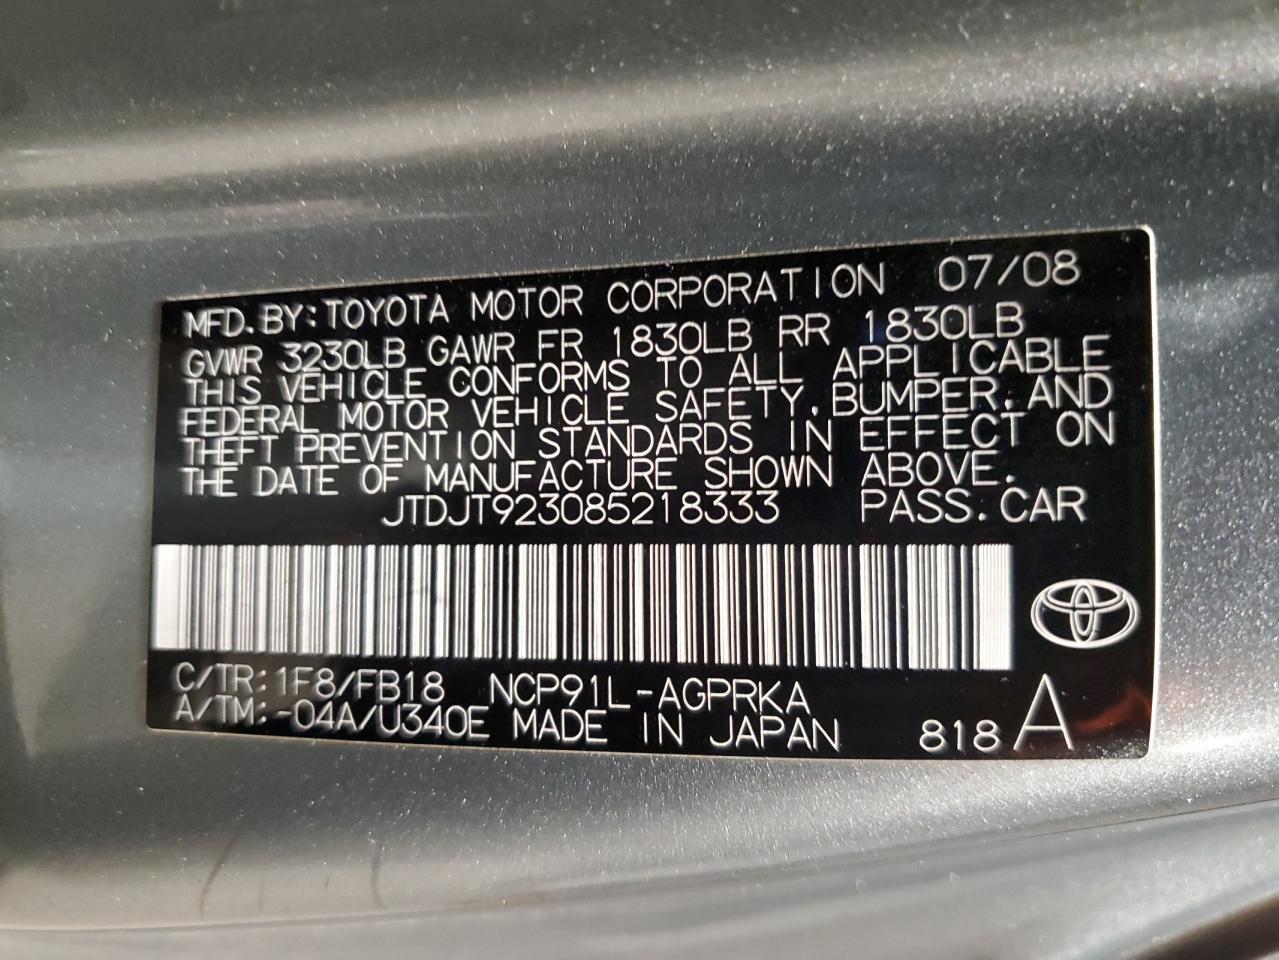 MFD. BY: TOYOTA MOTOR CORPORATION 07/08
GVWR 3230LB GAWR FR 1830LB RR 1830LB
THIS VEHICLE CONFORMS TO ALL APPLICABLE
FEDERAL MOTOR VEHICLE SAFETY, BUMPER, AND
THEFT PREVENTION STANDARDS IN EFFECT ON
THE DATE OF MANUFACTURE SHOWN ABOVE.
JTDJT923085218333 PASS. CAR
C/TR: 1F8/FB18 NCP91L-AGPRKA
A/TM: -04A/U340E MADE IN JAPAN 818 A